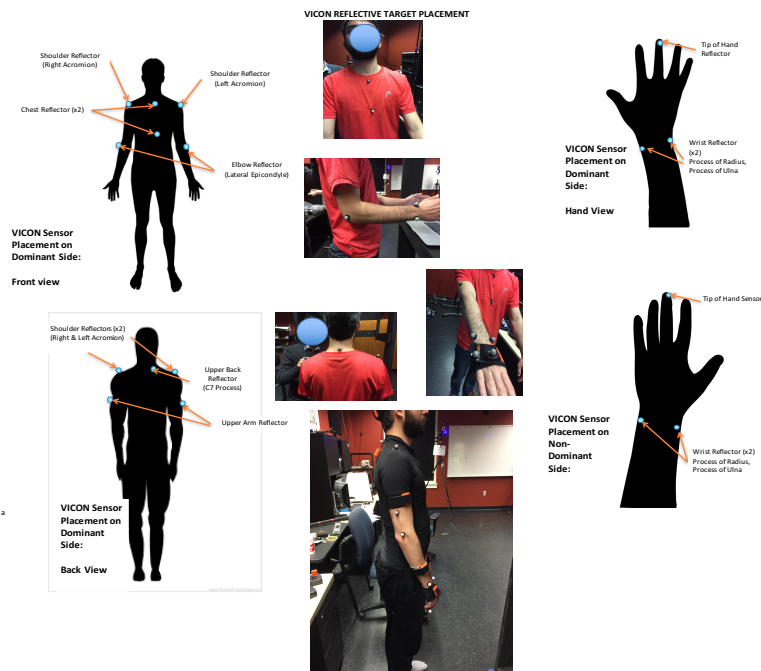 VICON REFLECTIVE TARGET PLACEMENT
Shoulder Reflector
(Right Acromion)
Shoulder Reflector
(Left Acromion)
Chest Reflector (x2)
Elbow Reflector
(Lateral Epicondyle)
VICON Sensor
Placement on
Dominant Side:
Front view
Tip of Hand
Reflector
VICON Sensor
Placement on
Dominant
Side:
Hand View
Wrist Reflector
(x2)
Process of Radius,
Process of Ulna
Shoulder Reflectors (x2)
(Right & Left Acromion)
Upper Back
Reflector
(C7 Process)
Upper Arm Reflector
VICON Sensor
Placement on
Dominant
Side:
Back View
a
Tip of Hand Sensor
VICON Sensor
Placement on
Non-
Dominant
Side:
Wrist Reflector (x2)
Process of Radius,
Process of Ulna